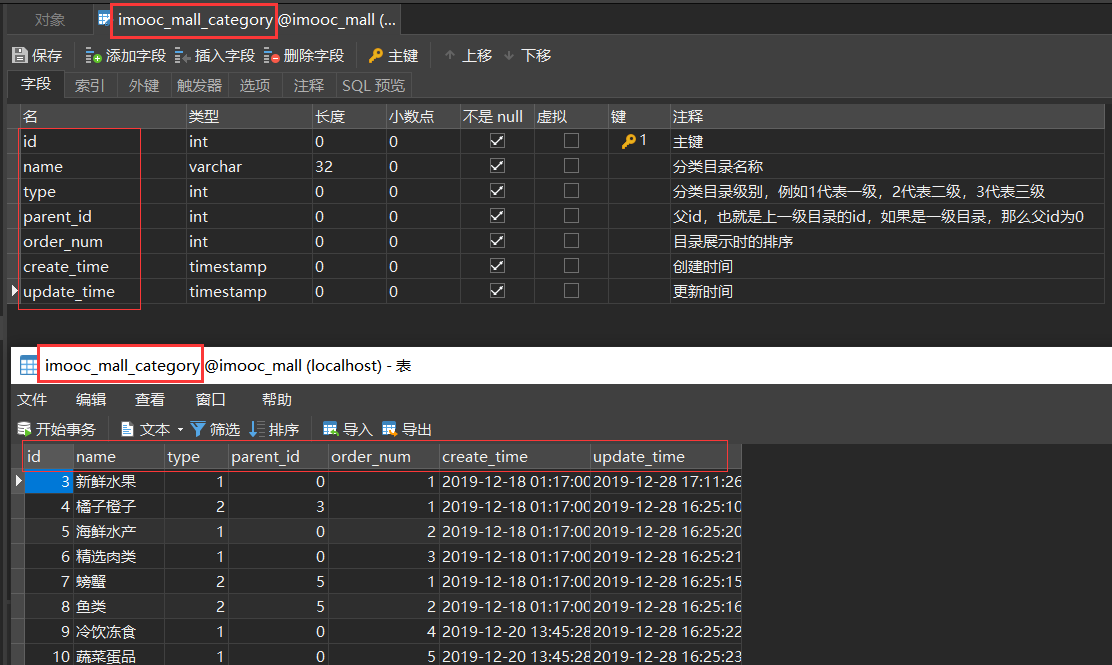 对象 imooc_mall_category @imooc_mall (...
保存 添加字段 插入字段 删除字段 主键 上移 下移
字段 索引 外键 触发器 选项 注释 SQL 预览
名 类型 长度 小数点 不是 null 虚拟 键 注释
id int 0 0 1 主键
name varchar 32 0 分类目录名称
type int 0 0 分类目录级别，例如1代表一级，2代表二级，3代表三级
parent_id int 0 0 父id，也就是上一级目录的id，如果是一级目录，那么父id为0
order_num int 0 0 目录展示时的排序
create_time timestamp 0 0 创建时间
update_time timestamp 0 0 更新时间
imooc_mall_category @imooc_mall (localhost) - 表
文件 编辑 查看 窗口 帮助
开始事务 文本 筛选 排序 导入 导出
id name type parent_id order_num create_time update_time
3 新鲜水果 1 0 1 2019-12-18 01:17:00 2019-12-28 17:11:26
4 橘子橙子 2 3 1 2019-12-18 01:17:00 2019-12-28 16:25:10
5 海鲜水产 1 0 2 2019-12-18 01:17:00 2019-12-28 16:25:20
6 精选肉类 1 0 3 2019-12-18 01:17:00 2019-12-28 16:25:21
7 螃蟹 2 5 1 2019-12-18 01:17:00 2019-12-28 16:25:15
8 鱼类 2 5 2 2019-12-18 01:17:00 2019-12-28 16:25:16
9 冷饮冻食 1 0 4 2019-12-20 13:45:28 2019-12-28 16:25:22
10 蔬菜蛋品 1 0 5 2019-12-20 13:45:28 2019-12-28 16:25:23